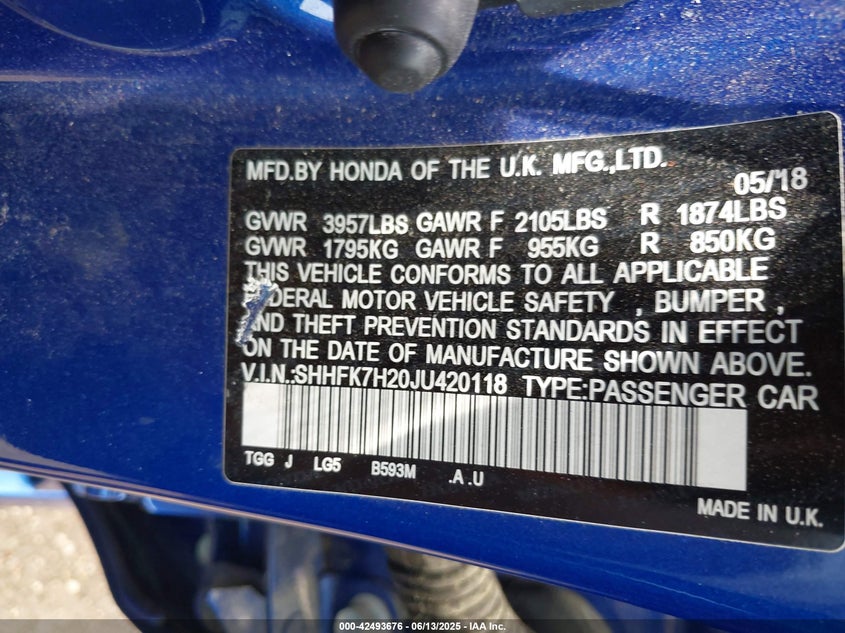 MFD.BY HONDA OF THE U.K. MFG.,LTD.
05/18
GVWR 3957LBS GAWR F 2105LBS R 1874LBS
GVWR 1795KG GAWR F 955KG R 850KG
THIS VEHICLE CONFORMS TO ALL APPLICABLE
FEDERAL MOTOR VEHICLE SAFETY , BUMPER ,
AND THEFT PREVENTION STANDARDS IN EFFECT
ON THE DATE OF MANUFACTURE SHOWN ABOVE.
V.I.N.:SHHFK7H20JU420118 TYPE:PASSENGER CAR
TGG J LG5 B593M .A .U
MADE IN U.K.
000-42493676 - 06/13/2025 - IAA Inc.